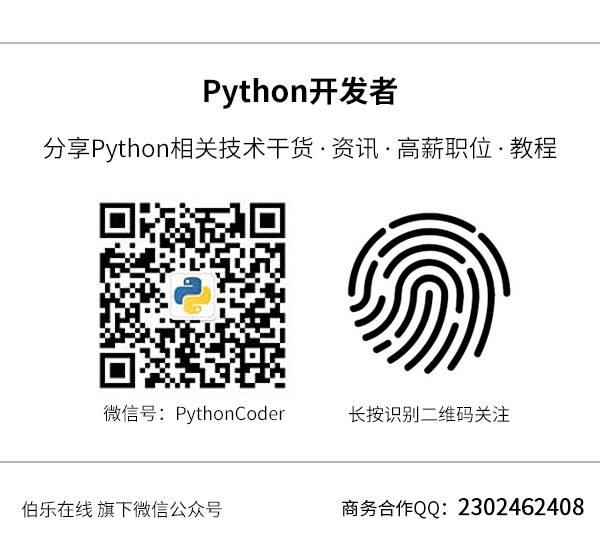 Python开发者
分享Python相关技术干货 · 资讯 · 高薪职位 · 教程
微信号：PythonCoder
长按识别二维码关注
伯乐在线 旗下微信公众号
商务合作QQ：2302462408